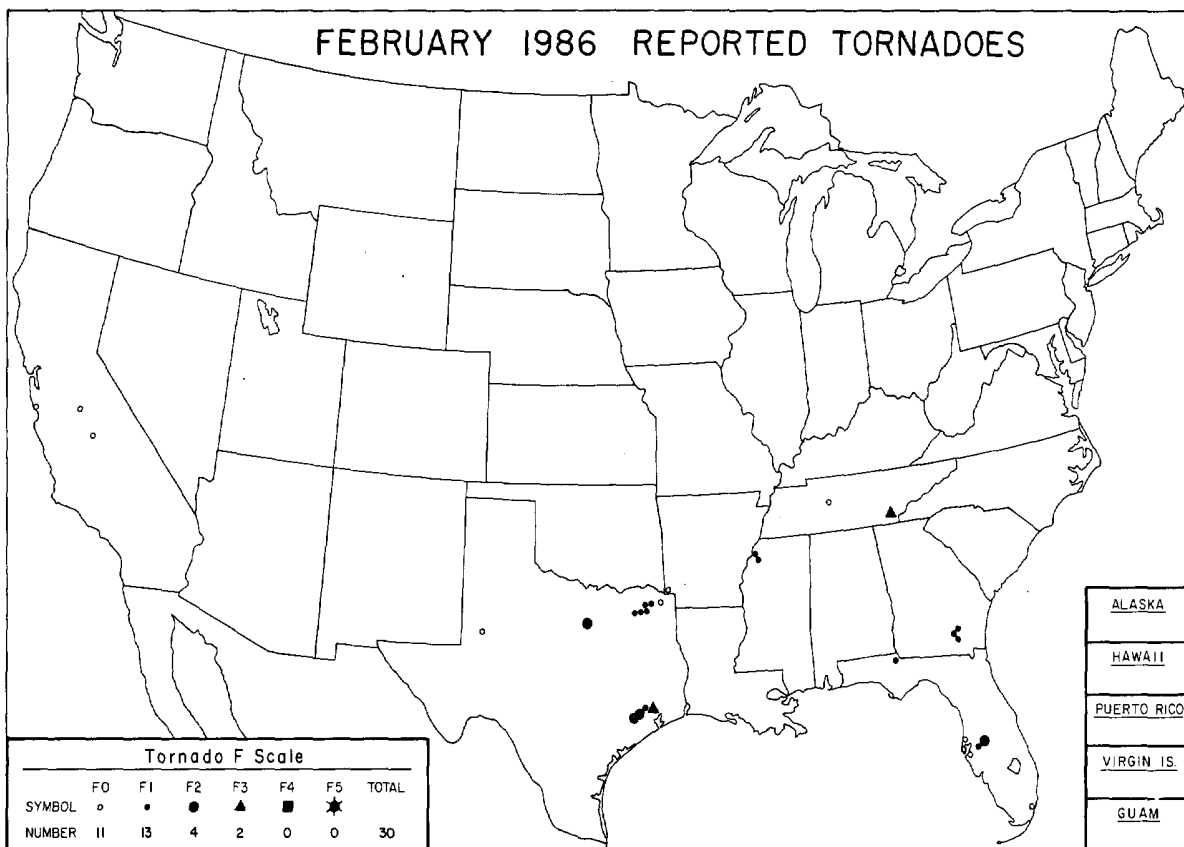 FEBRUARY 1986 REPORTED TORNADOES
ALASKA
HAWAII
PUERTO RICO
VIRGIN IS.
GUAM
Tornado F Scale
F0 F1 F2 F3 F4 F5 TOTAL
SYMBOL
NUMBER 11 13 4 2 0 0 30